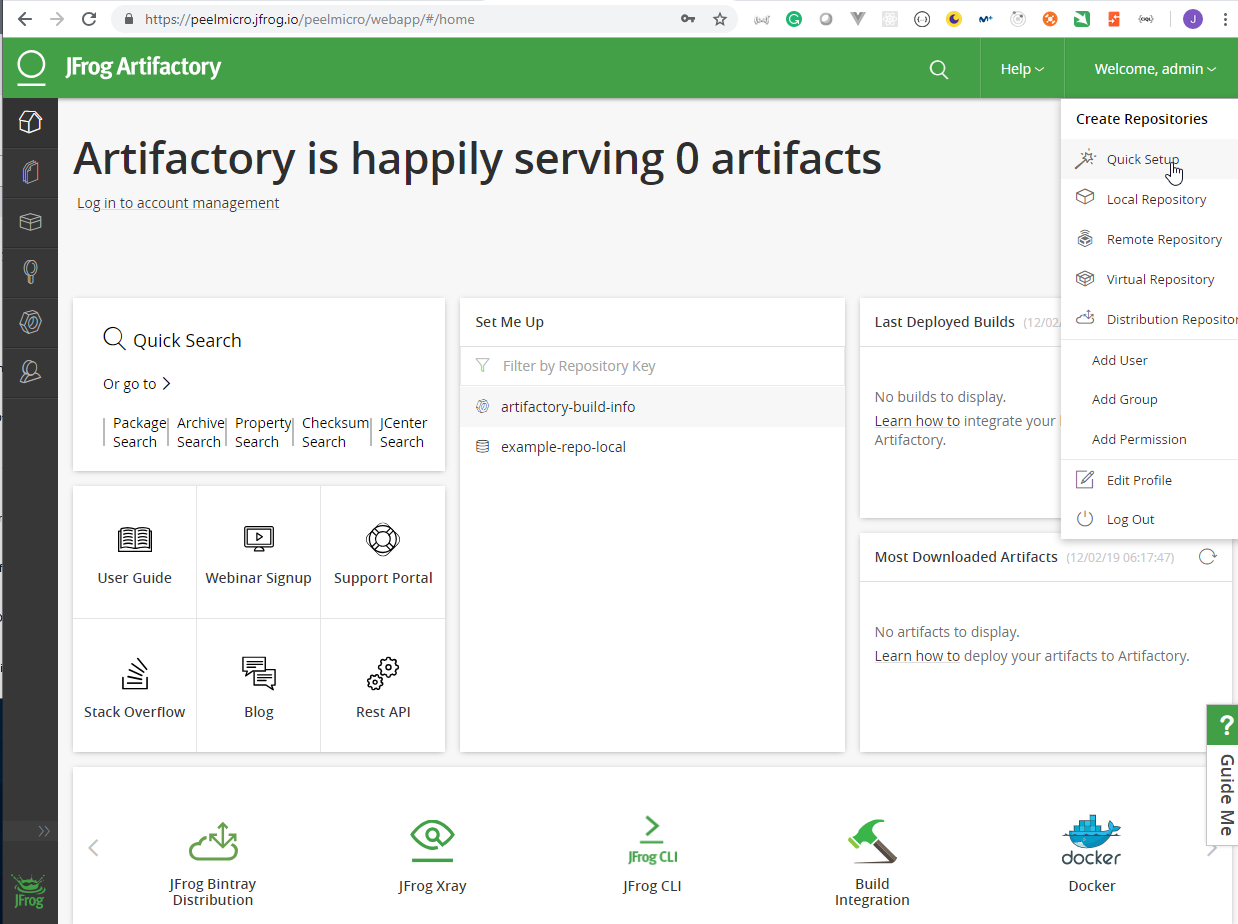 https://peelmicro.jfrog.io/peelmicro/webapp/#/home
J
JFrog Artifactory
Help
Welcome, admin
Create Repositories
Quick Setup
Local Repository
Remote Repository
Virtual Repository
Distribution Repositor
Add User
Add Group
Add Permission
Edit Profile
Log Out
Artifactory is happily serving 0 artifacts
Log in to account management
Quick Search
Or go to
Package Archive Property Checksum JCenter
Search Search Search Search Search
Set Me Up
Filter by Repository Key
artifactory-build-info
example-repo-local
Last Deployed Builds (12/02/
No builds to display.
Learn how to integrate your
Artifactory.
Most Downloaded Artifacts (12/02/19 06:17:47)
No artifacts to display.
Learn how to deploy your artifacts to Artifactory.
User Guide
Webinar Signup
Support Portal
Stack Overflow
Blog
Rest API
?
Guide Me
JFrog Bintray
Distribution
JFrog Xray
JFrog CLI
JFrog CLI
Build
Integration
docker
Docker
JFrog